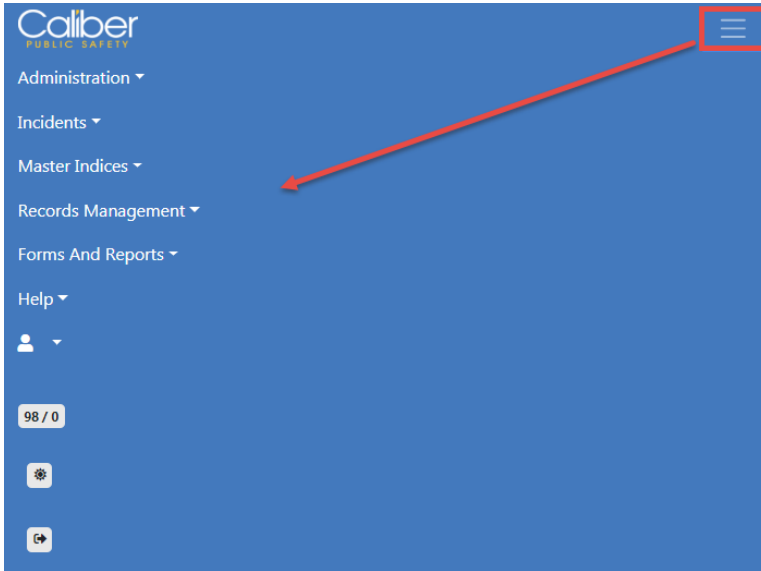 Caliber
PUBLIC SAFETY
Administration
Incidents
Master Indices
Records Management
Forms And Reports
Help
98 / 0